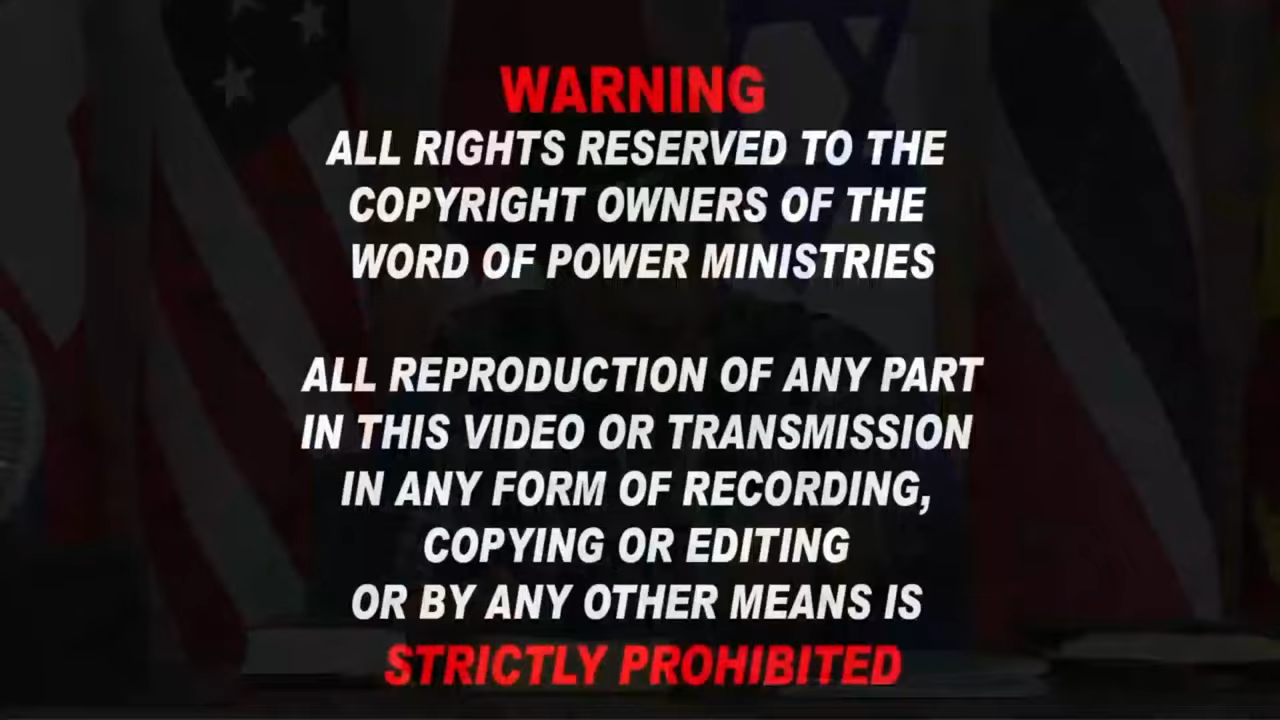 WARNING
ALL RIGHTS RESERVED TO THE
COPYRIGHT OWNERS OF THE
WORD OF POWER MINISTRIES
ALL REPRODUCTION OF ANY PART
IN THIS VIDEO OR TRANSMISSION
IN ANY FORM OF RECORDING,
COPYING OR EDITING
OR BY ANY OTHER MEANS IS
STRICTLY PROHIBITED